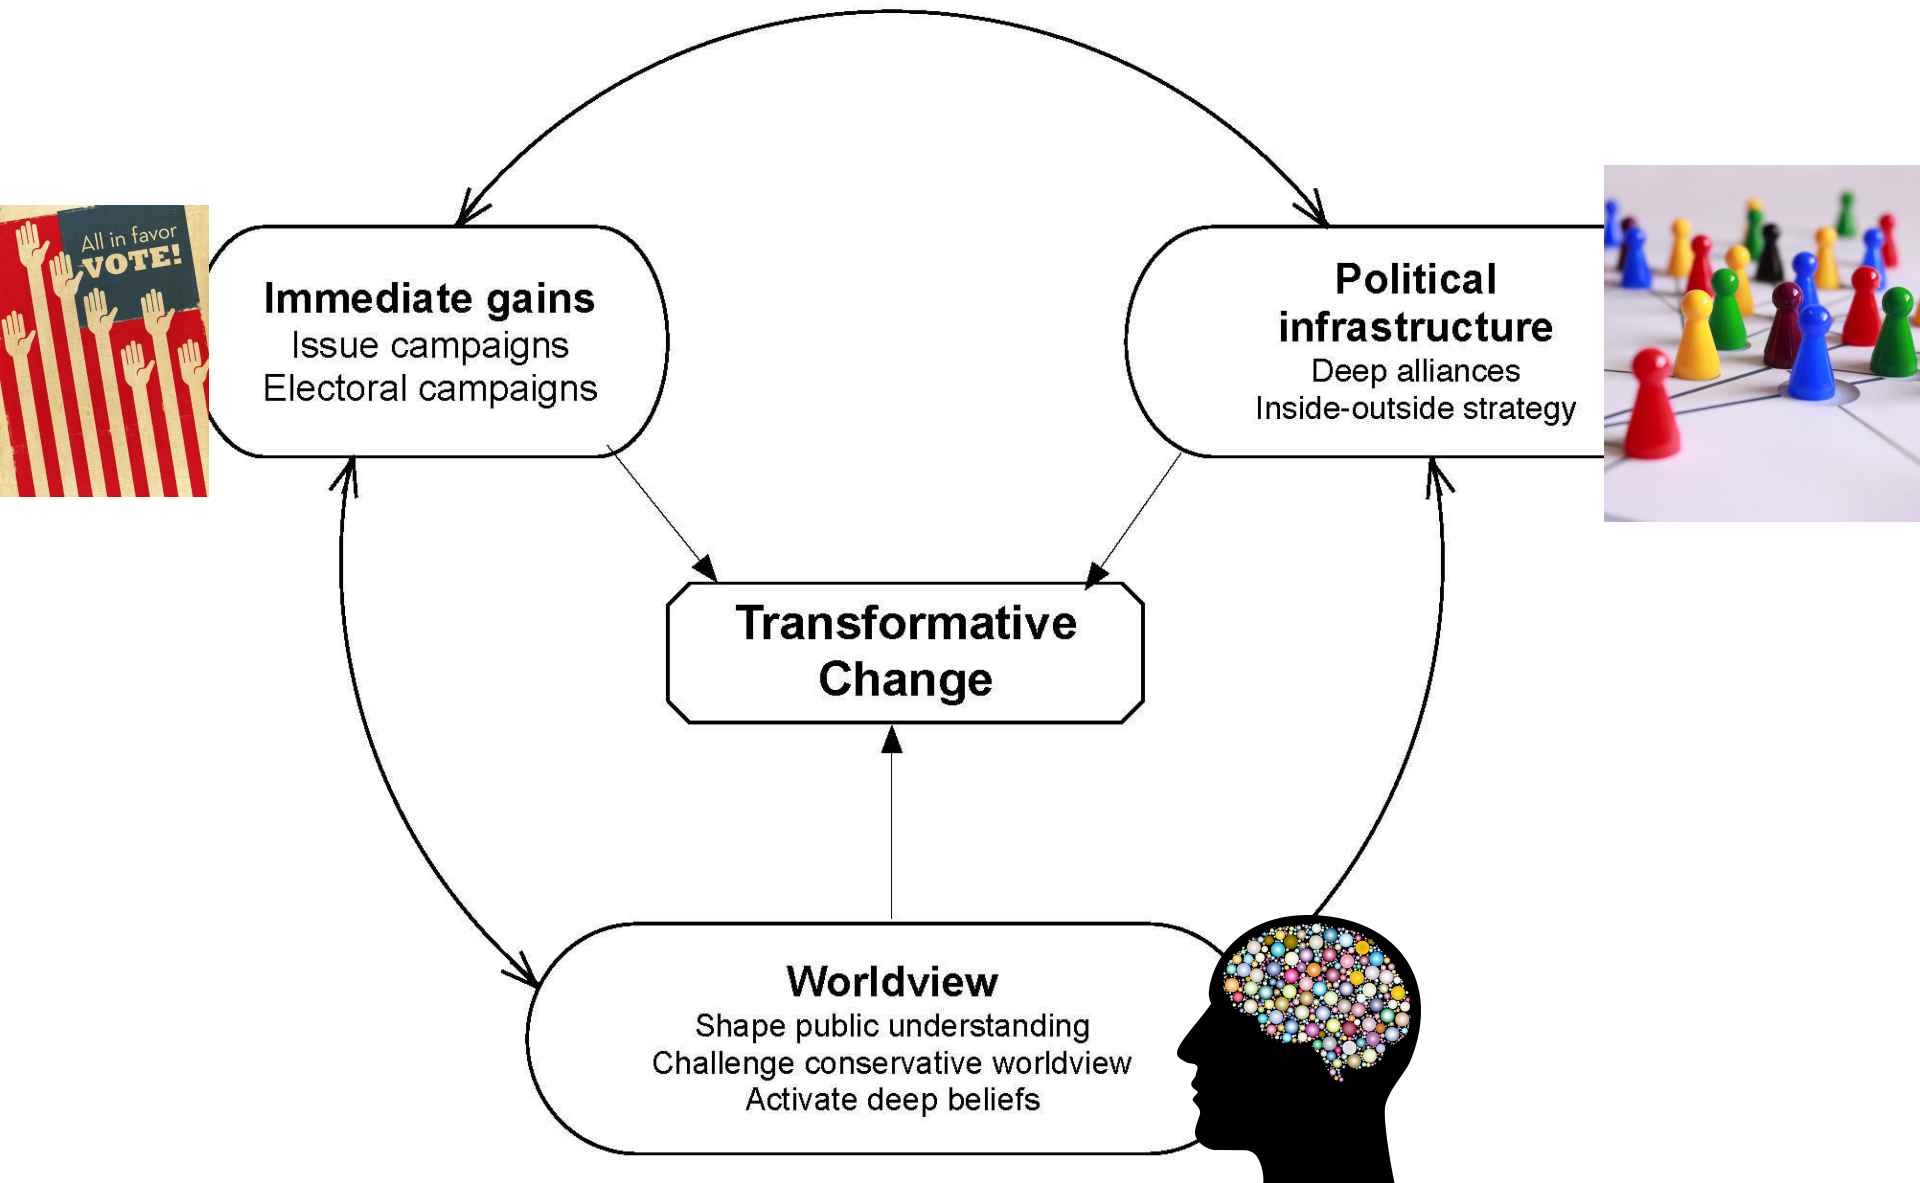 All in favor
VOTE!
Immediate gains
Issue campaigns
Electoral campaigns
Political
infrastructure
Deep alliances
Inside-outside strategy
Transformative
Change
Worldview
Shape public understanding
Challenge conservative worldview
Activate deep beliefs